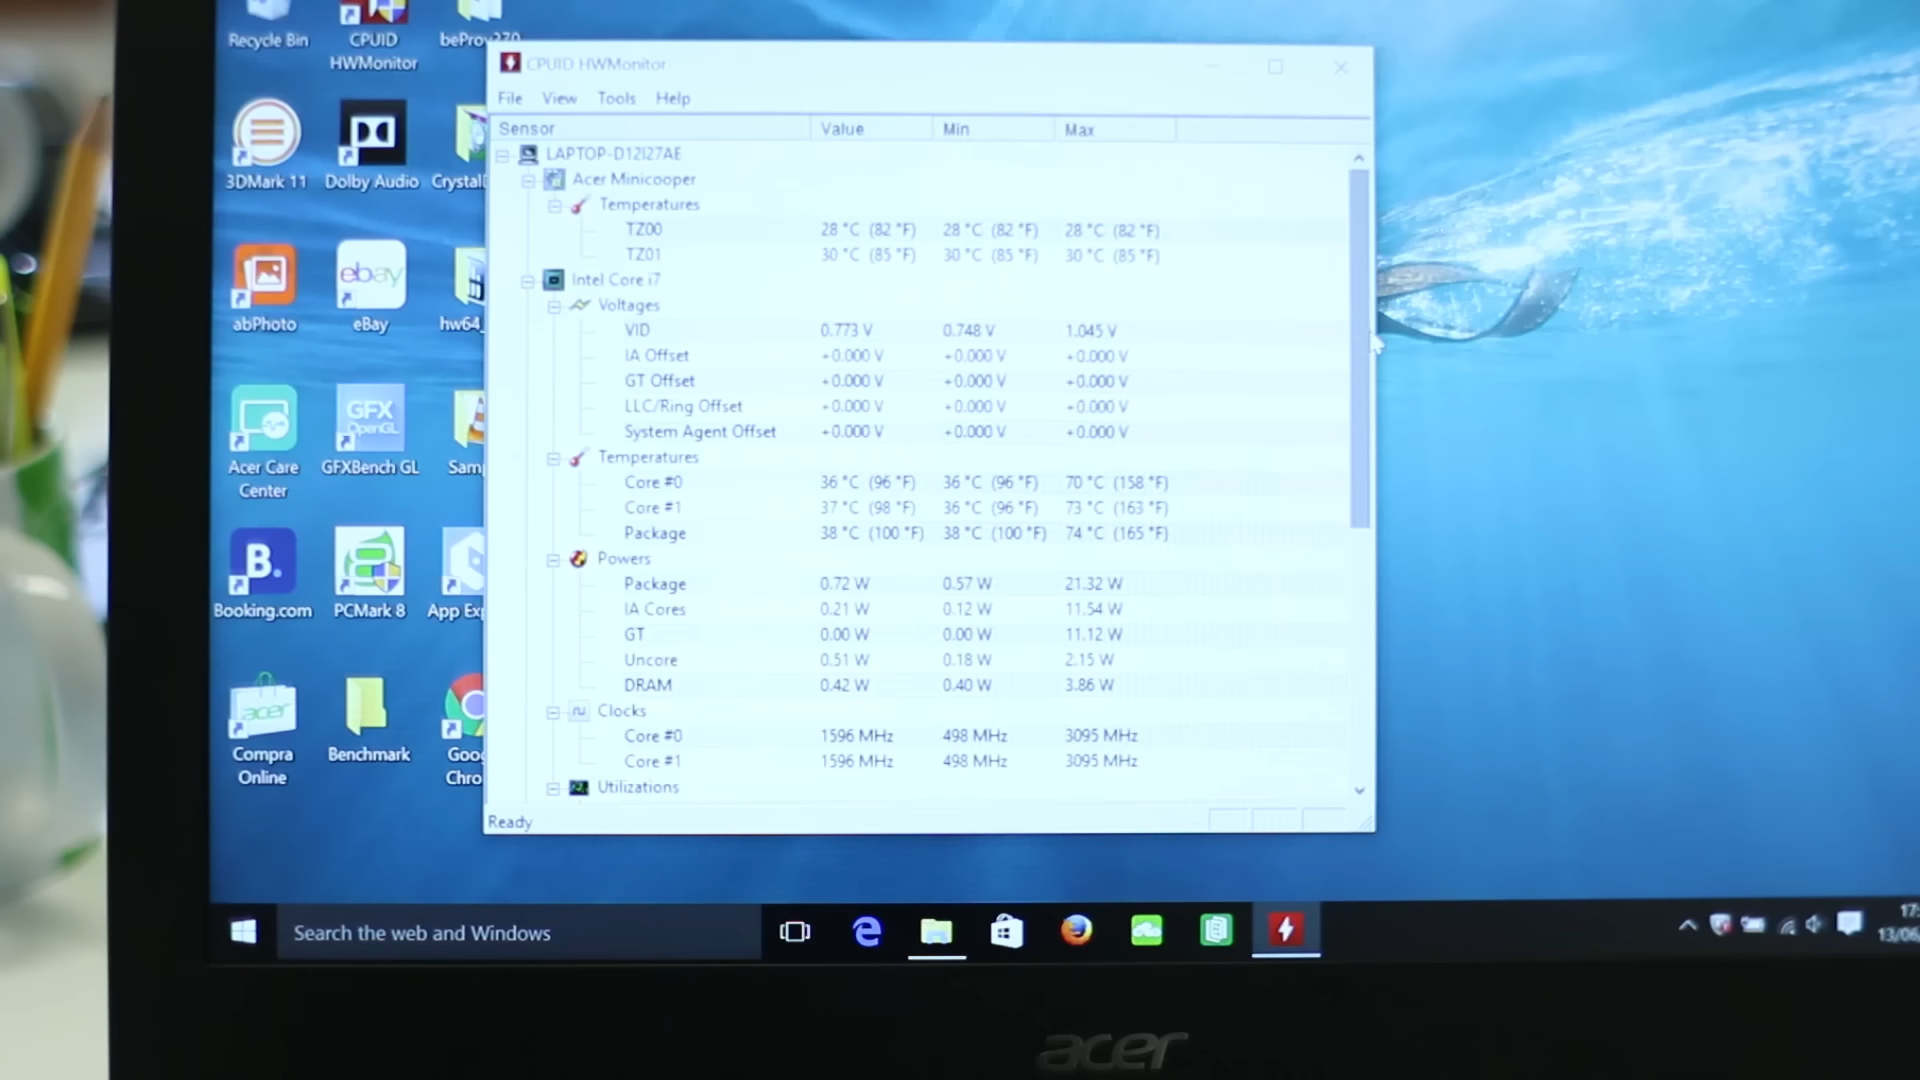 Recycle Bin
CPUID
HWMonitor
3DMark 11
Dolby Audio
abPhoto
ebay
eBay
Acer Care
Center
GFX
OpenGL
GFXBench GL
B.
Booking.com
PCMark 8
acer
Compra
Online
Benchmark
Goo
Chro
CPUID HWMonitor
File View Tools Help
Sensor Value Min Max
LAPTOP-D12I27AE
Acer Minicooper
Temperatures
TZ00 28 °C (82 °F) 28 °C (82 °F) 28 °C (82 °F)
TZ01 30 °C (85 °F) 30 °C (85 °F) 30 °C (85 °F)
Intel Core i7
Voltages
VID 0.773 V 0.748 V 1.045 V
IA Offset +0.000 V +0.000 V +0.000 V
GT Offset +0.000 V +0.000 V +0.000 V
LLC/Ring Offset +0.000 V +0.000 V +0.000 V
System Agent Offset +0.000 V +0.000 V +0.000 V
Temperatures
Core #0 36 °C (96 °F) 36 °C (96 °F) 70 °C (158 °F)
Core #1 37 °C (98 °F) 36 °C (96 °F) 73 °C (163 °F)
Package 38 °C (100 °F) 38 °C (100 °F) 74 °C (165 °F)
Powers
Package 0.72 W 0.57 W 21.32 W
IA Cores 0.21 W 0.12 W 11.54 W
GT 0.00 W 0.00 W 11.12 W
Uncore 0.51 W 0.18 W 2.15 W
DRAM 0.42 W 0.40 W 3.86 W
Clocks
Core #0 1596 MHz 498 MHz 3095 MHz
Core #1 1596 MHz 498 MHz 3095 MHz
Utilizations
Ready
Search the web and Windows
17:
13/06
acer